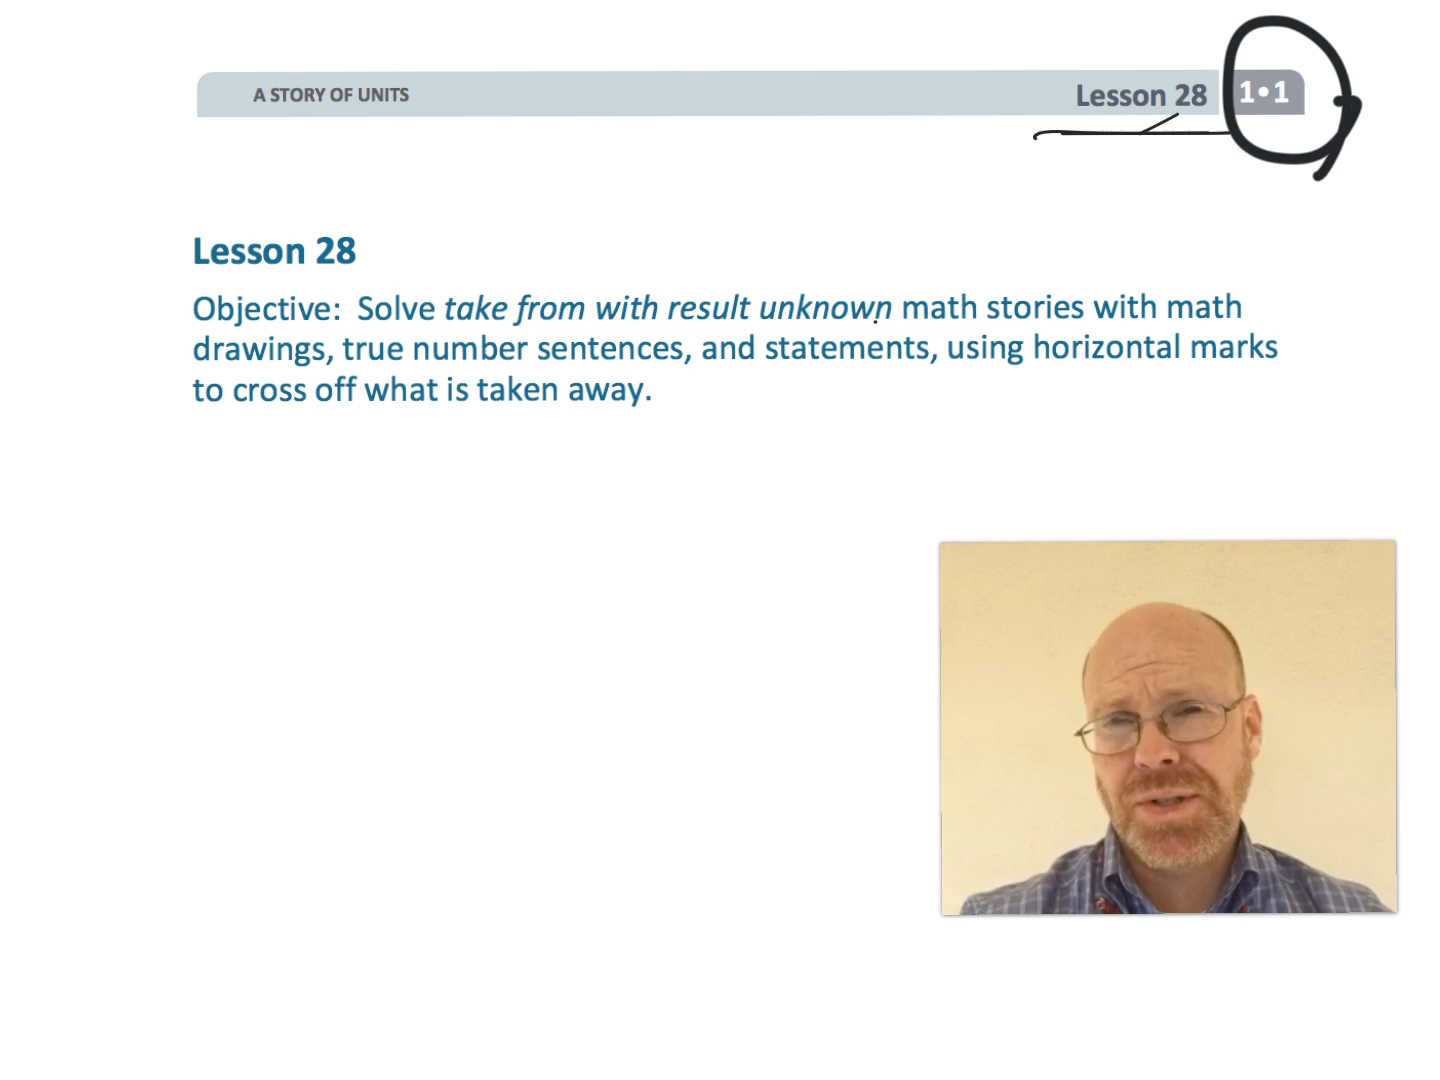 A STORY OF UNITS
Lesson 28
1•1
Lesson 28
Objective:  Solve take from with result unknown math stories with math
drawings, true number sentences, and statements, using horizontal marks
to cross off what is taken away.